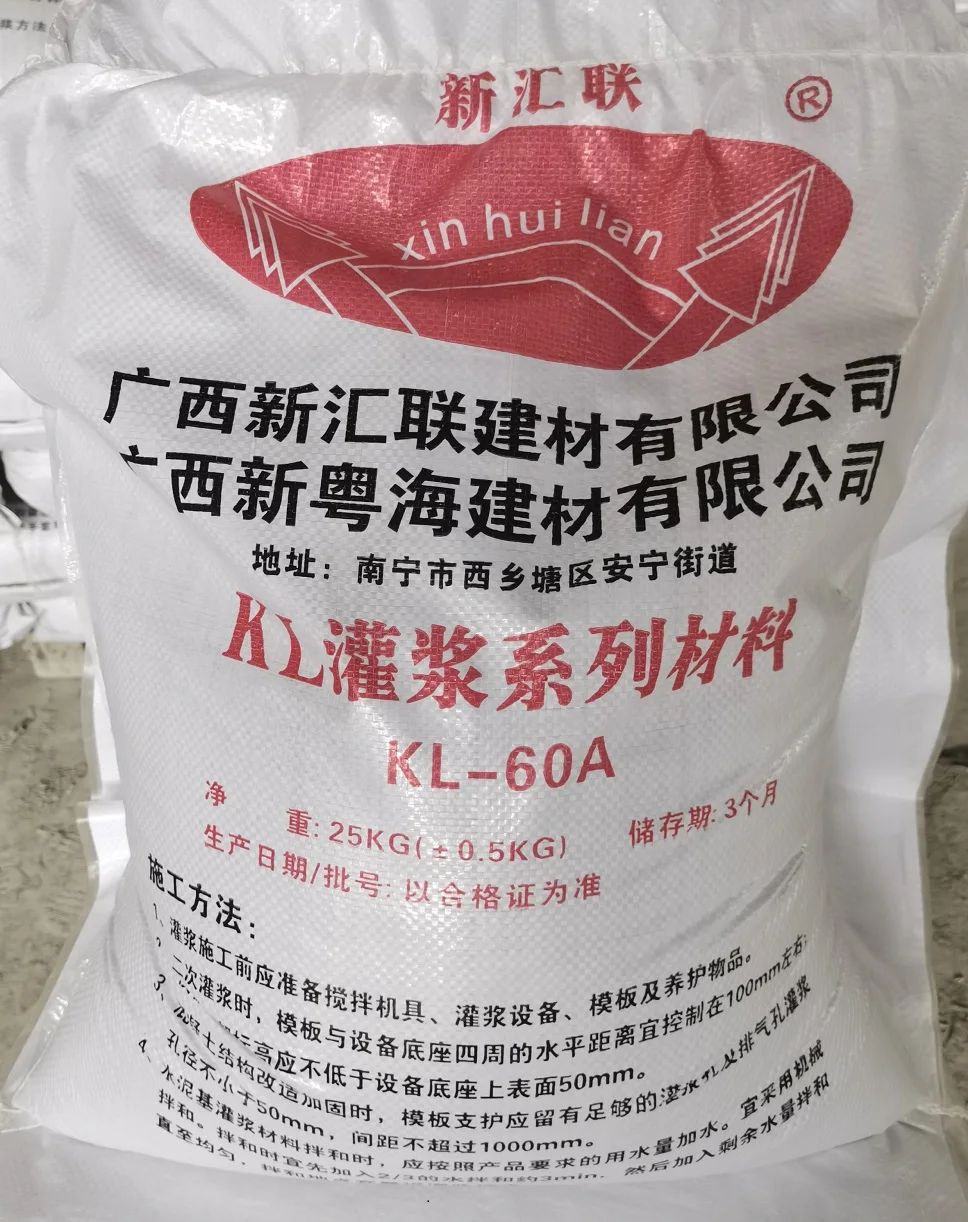 浆方法
新汇联
®
xin hui lian
广西新汇联建材有限公司
广西新粤海建材有限公司
地址：南宁市西乡塘区安宁街道
KL灌浆系列材料
KL-60A
净 重：25KG(±0.5KG) 储存期：3个月
生产日期/批号：以合格证为准
施工方法：
1、灌浆施工前应准备搅拌机具、灌浆设备、模板及养护物品。
二次灌浆时，模板与设备底座四周的水平距离宜控制在100mm左右；
高应不低于设备底座上表面50mm。
3、土结构改造加固时，模板支护应留有足够的灌浆孔及排气孔灌浆
孔径不小于50mm，间距不超过1000mm。
4、水泥基灌浆材料拌和时，应按照产品要求的用水量加水。宜采用机械
拌和。拌和时宜先加入2/3的水拌和约3min，然后加入剩余水量拌和
直至均匀，拌和地点